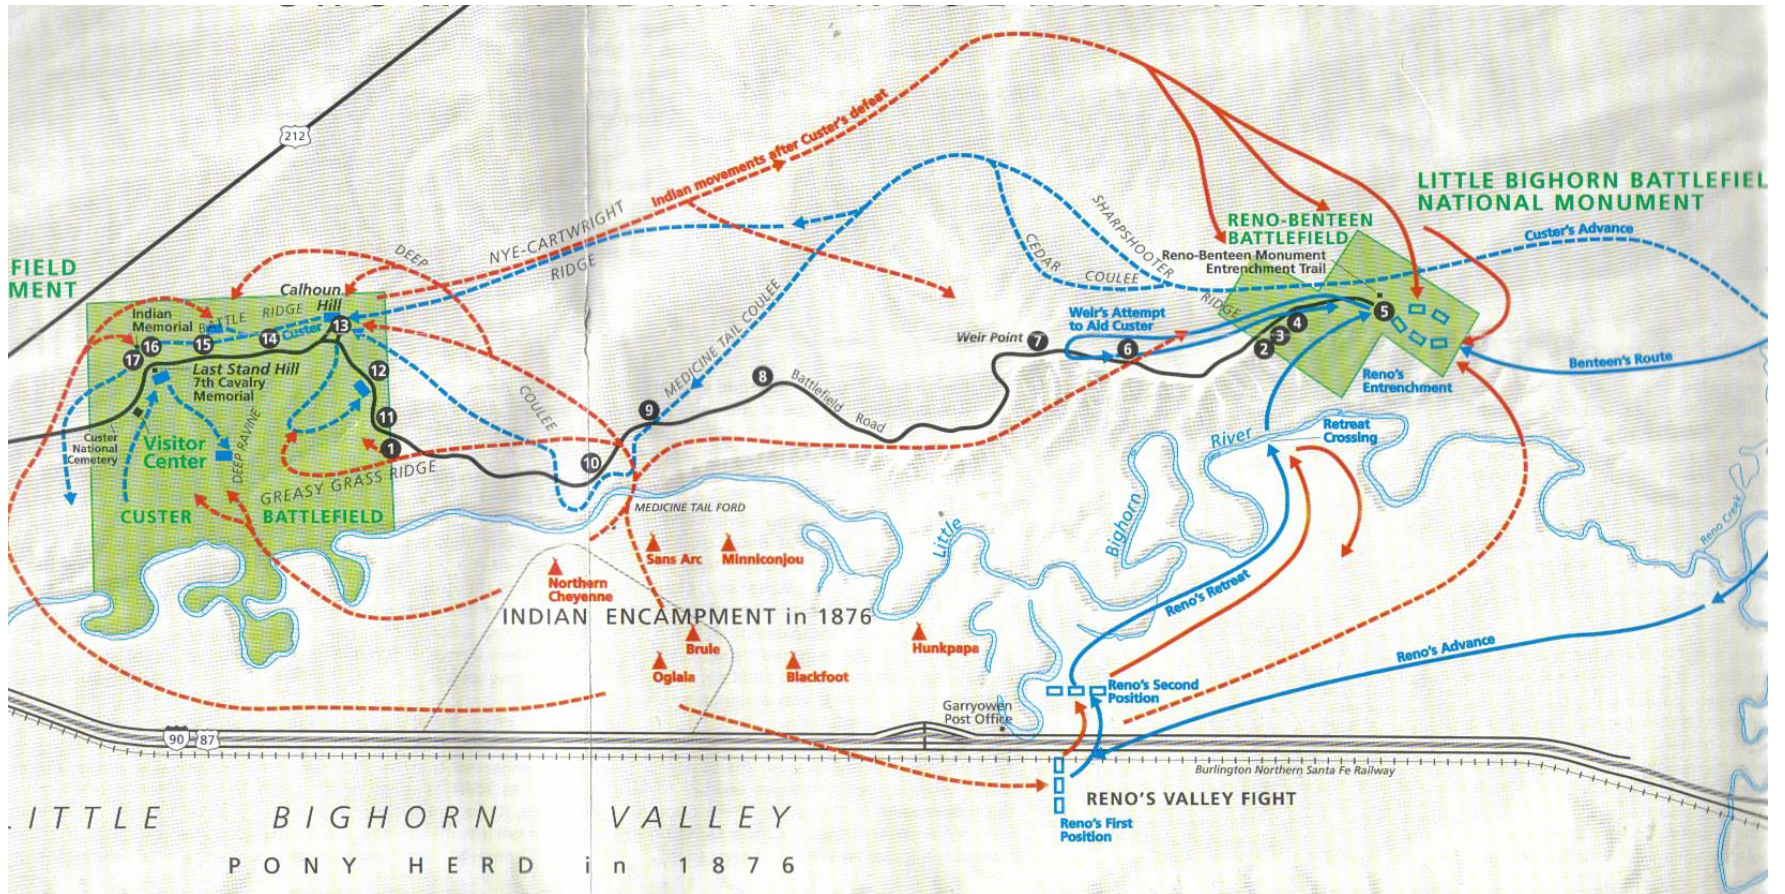 212
Indian movements after Custer's defeat
LITTLE BIGHORN BATTLEFIEL
NATIONAL MONUMENT
RENO-BENTEEN
BATTLEFIELD
Reno-Benteen Monument
Entrenchment Trail
Custer's Advance
SHARPSHOOTER
RIDGE
CEDAR
COULEE
NYE-CARTWRIGHT
RIDGE
DEEP
COULEE
MEDICINE TAIL COULEE
FIELD
MENT
Calhoun
Hill
Indian
Memorial
BATTLE RIDGE
Custer
13
14
15
16
17
12
11
1
Last Stand Hill
7th Cavalry
Memorial
Custer
National
Cemetery
Visitor
Center
DEEP RAVINE
GREASY GRASS RIDGE
CUSTER BATTLEFIELD
Weir's Attempt
to Aid Custer
Weir Point
7
6
8
9
10
Battlefield Road
2
3
4
5
Reno's
Entrenchment
Benteen's Route
Retreat
Crossing
Little Bighorn River
Reno Creek
MEDICINE TAIL FORD
Sans Arc
Minniconjou
Northern
Cheyenne
INDIAN ENCAMPMENT in 1876
Brule
Oglala
Blackfoot
Hunkpapa
Reno's Retreat
Reno's Advance
Reno's Second
Position
Garryowen
Post Office
90
87
Burlington Northern Santa Fe Railway
RENO'S VALLEY FIGHT
Reno's First
Position
ITTLE BIGHORN VALLEY
PONY HERD in 1876